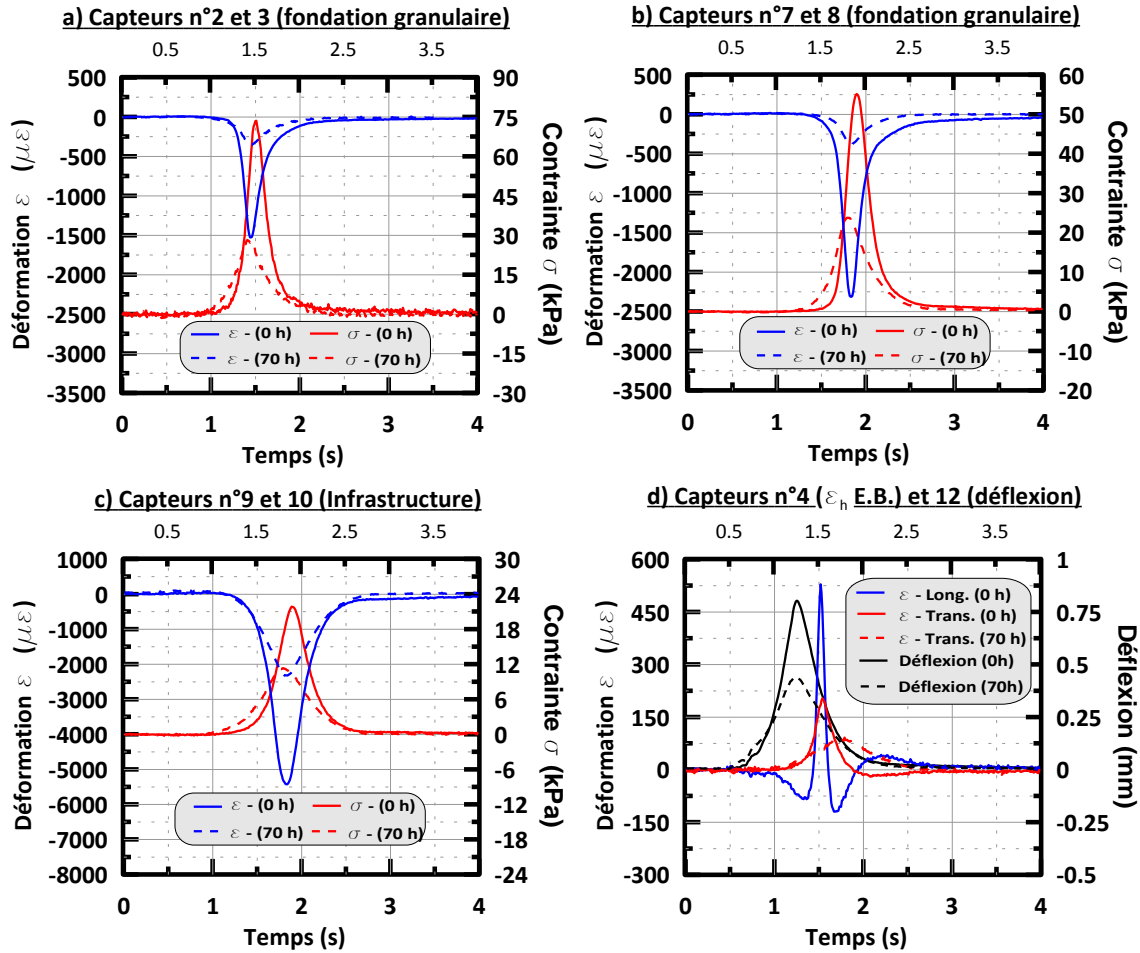 a) Capteurs n°2 et 3 (fondation granulaire)
0.5 1.5 2.5 3.5
500 90
0 75
-500 60
-1000 45
-1500 30
-2000 15
-2500 0
-3000 -15
-3500 -30
Déformation ε (με)
Contrainte σ (kPa)
ε - (0 h) σ - (0 h)
ε - (70 h) σ - (70 h)
0 1 2 3 4
Temps (s)
b) Capteurs n°7 et 8 (fondation granulaire)
0.5 1.5 2.5 3.5
500 60
0 50
-500 40
-1000 30
-1500 20
-2000 10
-2500 0
-3000 -10
-3500 -20
Déformation ε (με)
Contrainte σ (kPa)
ε - (0 h) σ - (0 h)
ε - (70 h) σ - (70 h)
0 1 2 3 4
Temps (s)
c) Capteurs n°9 et 10 (Infrastructure)
0.5 1.5 2.5 3.5
1000 30
0 24
-1000 18
-2000 12
-3000 6
-4000 0
-5000 -6
-6000 -12
-7000 -18
-8000 -24
Déformation ε (με)
Contrainte σ (kPa)
ε - (0 h) σ - (0 h)
ε - (70 h) σ - (70 h)
0 1 2 3 4
Temps (s)
d) Capteurs n°4 (εh E.B.) et 12 (déflexion)
0.5 1.5 2.5 3.5
600 1
450 0.75
300 0.5
150 0.25
0 0
-150 -0.25
-300 -0.5
Déformation ε (με)
Déflexion (mm)
ε - Long. (0 h)
ε - Trans. (0 h)
ε - Trans. (70 h)
Déflexion (0h)
Déflexion (70h)
0 1 2 3 4
Temps (s)